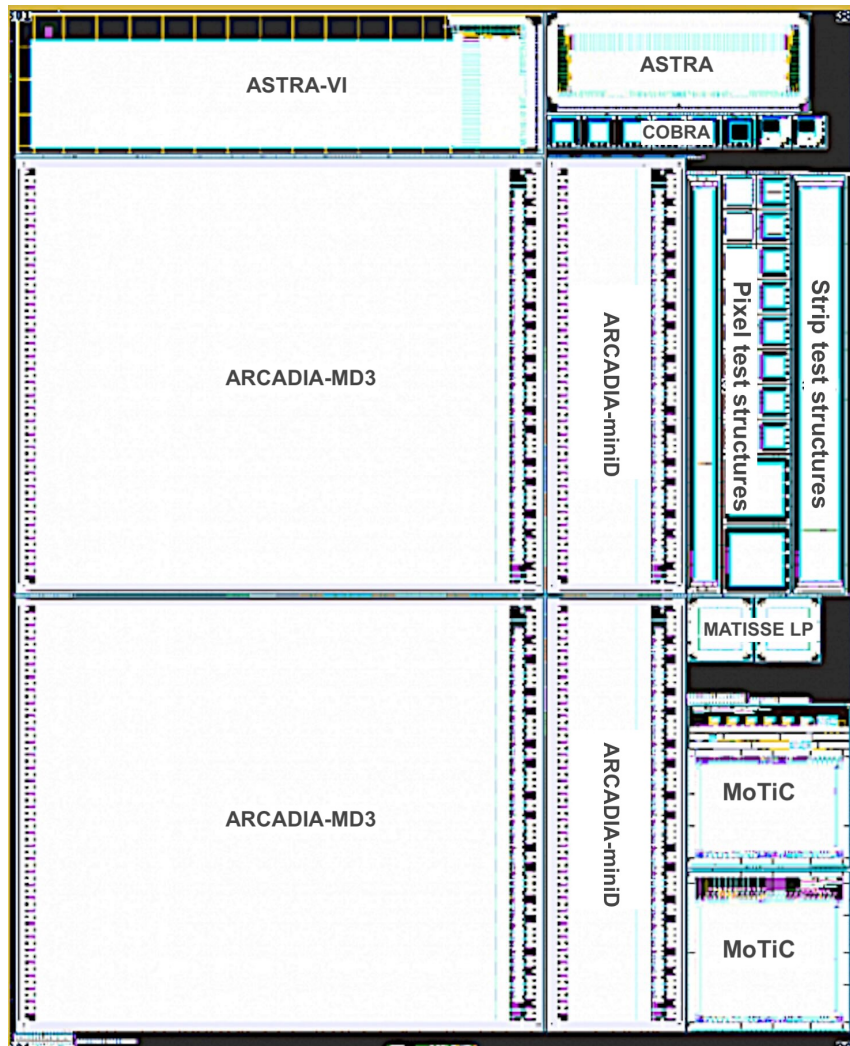 ASTRA-VI
ASTRA
COBRA
ARCADIA-MD3
ARCADIA-miniD
Pixel test structures
Strip test structures
MATISSE LP
ARCADIA-MD3
ARCADIA-miniD
MoTiC
MoTiC